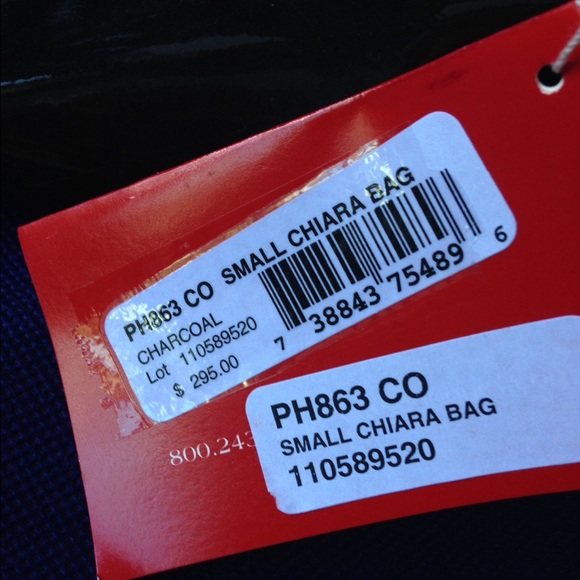 PH863 CO SMALL CHIARA BAG
CHARCOAL
Lot 110589520
$ 295.00
7 38843 75489 6
800.243
PH863 CO
SMALL CHIARA BAG
110589520